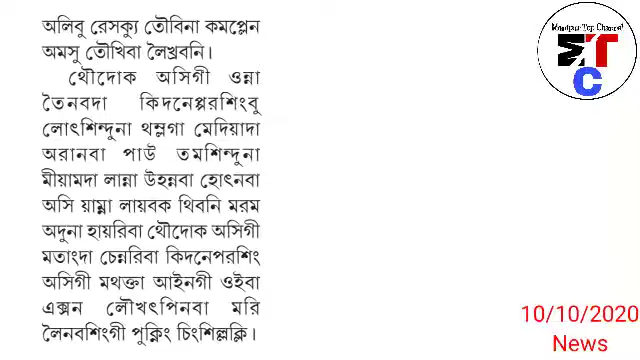 অলিবু রেসক্যু তৌবিনা কমপ্লেন
অমসু তৌখিবা লৈখ্রবনি।
থৌদোক অসিগী ওন্না
তৈনবদা কিদনেপ্পরশিংবু
লোৎশিন্দুনা থম্লগা মেদিয়াদা
অরানবা পাউ তমশিন্দুনা
মীয়ামদা লান্না উহন্নবা হোৎনবা
অসি য়াম্না লায়বক থিবনি মরম
অদুনা হায়রিবা থৌদোক অসিগী
মতাংদা চেন্নরিবা কিদনেপরশিং
অসিগী মথক্তা আইনগী ওইবা
এক্সন লৌখৎপিনবা মরি
লৈনবশিংগী পুক্নিং চিংশিল্লক্লি।
Manipur Top Channel
MTC
10/10/2020
News